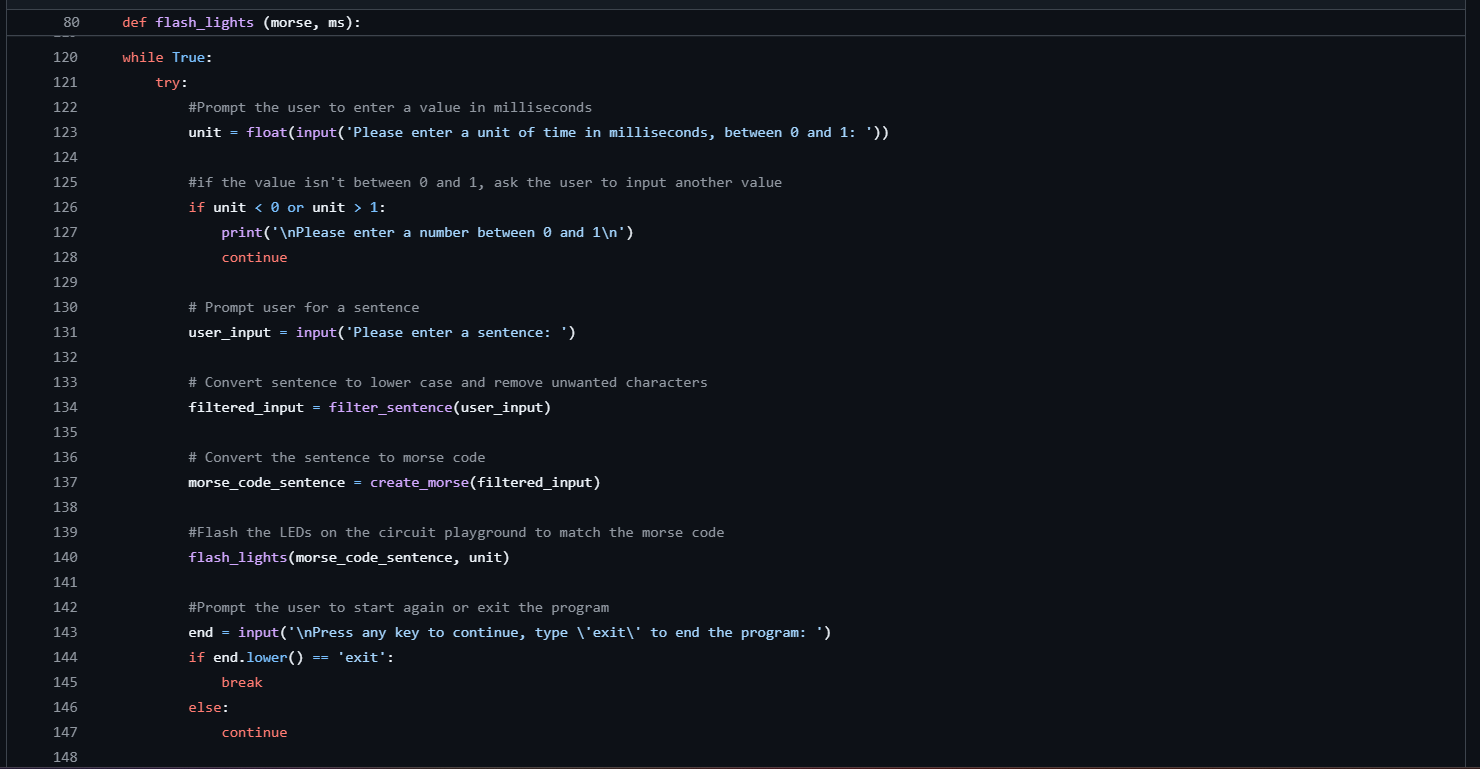 80 def flash_lights (morse, ms):
120 while True:
121 try:
122 #Prompt the user to enter a value in milliseconds
123 unit = float(input('Please enter a unit of time in milliseconds, between 0 and 1: '))
124
125 #if the value isn't between 0 and 1, ask the user to input another value
126 if unit < 0 or unit > 1:
127 print('\nPlease enter a number between 0 and 1\n')
128 continue
129
130 # Prompt user for a sentence
131 user_input = input('Please enter a sentence: ')
132
133 # Convert sentence to lower case and remove unwanted characters
134 filtered_input = filter_sentence(user_input)
135
136 # Convert the sentence to morse code
137 morse_code_sentence = create_morse(filtered_input)
138
139 #Flash the LEDs on the circuit playground to match the morse code
140 flash_lights(morse_code_sentence, unit)
141
142 #Prompt the user to start again or exit the program
143 end = input('\nPress any key to continue, type \'exit\' to end the program: ')
144 if end.lower() == 'exit':
145 break
146 else:
147 continue
148